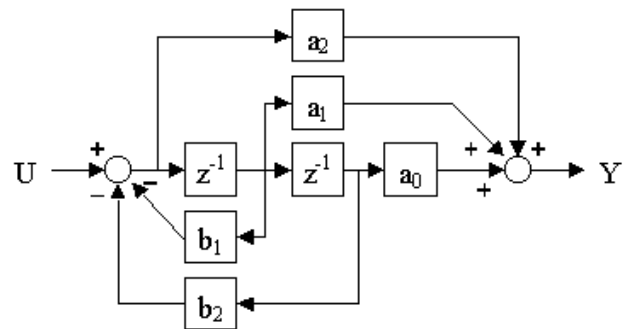 a₂
a₁
+ + +
U − z⁻¹ z⁻¹ a₀ Y
− +
b₁
b₂